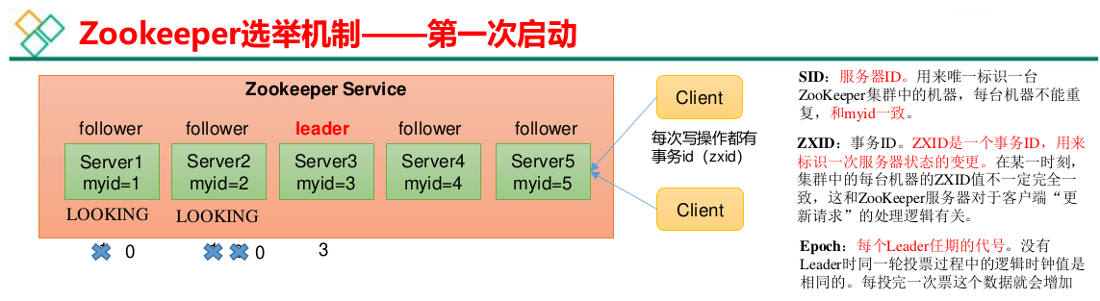 Zookeeper选举机制——第一次启动
Zookeeper Service
follower follower leader follower follower
Server1 Server2 Server3 Server4 Server5
myid=1 myid=2 myid=3 myid=4 myid=5
LOOKING LOOKING
0 0 3
Client
每次写操作都有
事务id（zxid）
Client
SID：服务器ID。用来唯一标识一台
ZooKeeper集群中的机器，每台机器不能重
复，和myid一致。
ZXID：事务ID。ZXID是一个事务ID，用来
标识一次服务器状态的变更。在某一时刻，
集群中的每台机器的ZXID值不一定完全一
致，这和ZooKeeper服务器对于客户端“更
新请求”的处理逻辑有关。
Epoch：每个Leader任期的代号。没有
Leader时同一轮投票过程中的逻辑时钟值是
相同的。每投完一次票这个数据就会增加